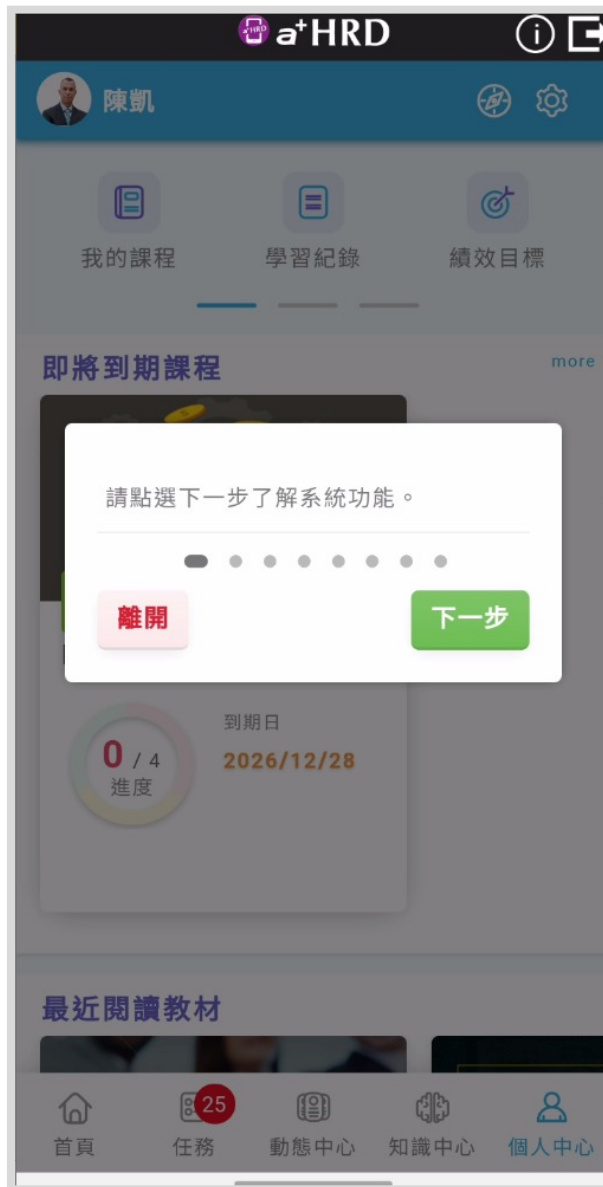 a+HRD
陳凱
我的課程
學習紀錄
績效目標
即將到期課程
more
請點選下一步了解系統功能。
離開
下一步
0 / 4
進度
到期日
2026/12/28
最近閱讀教材
25
首頁
任務
動態中心
知識中心
個人中心